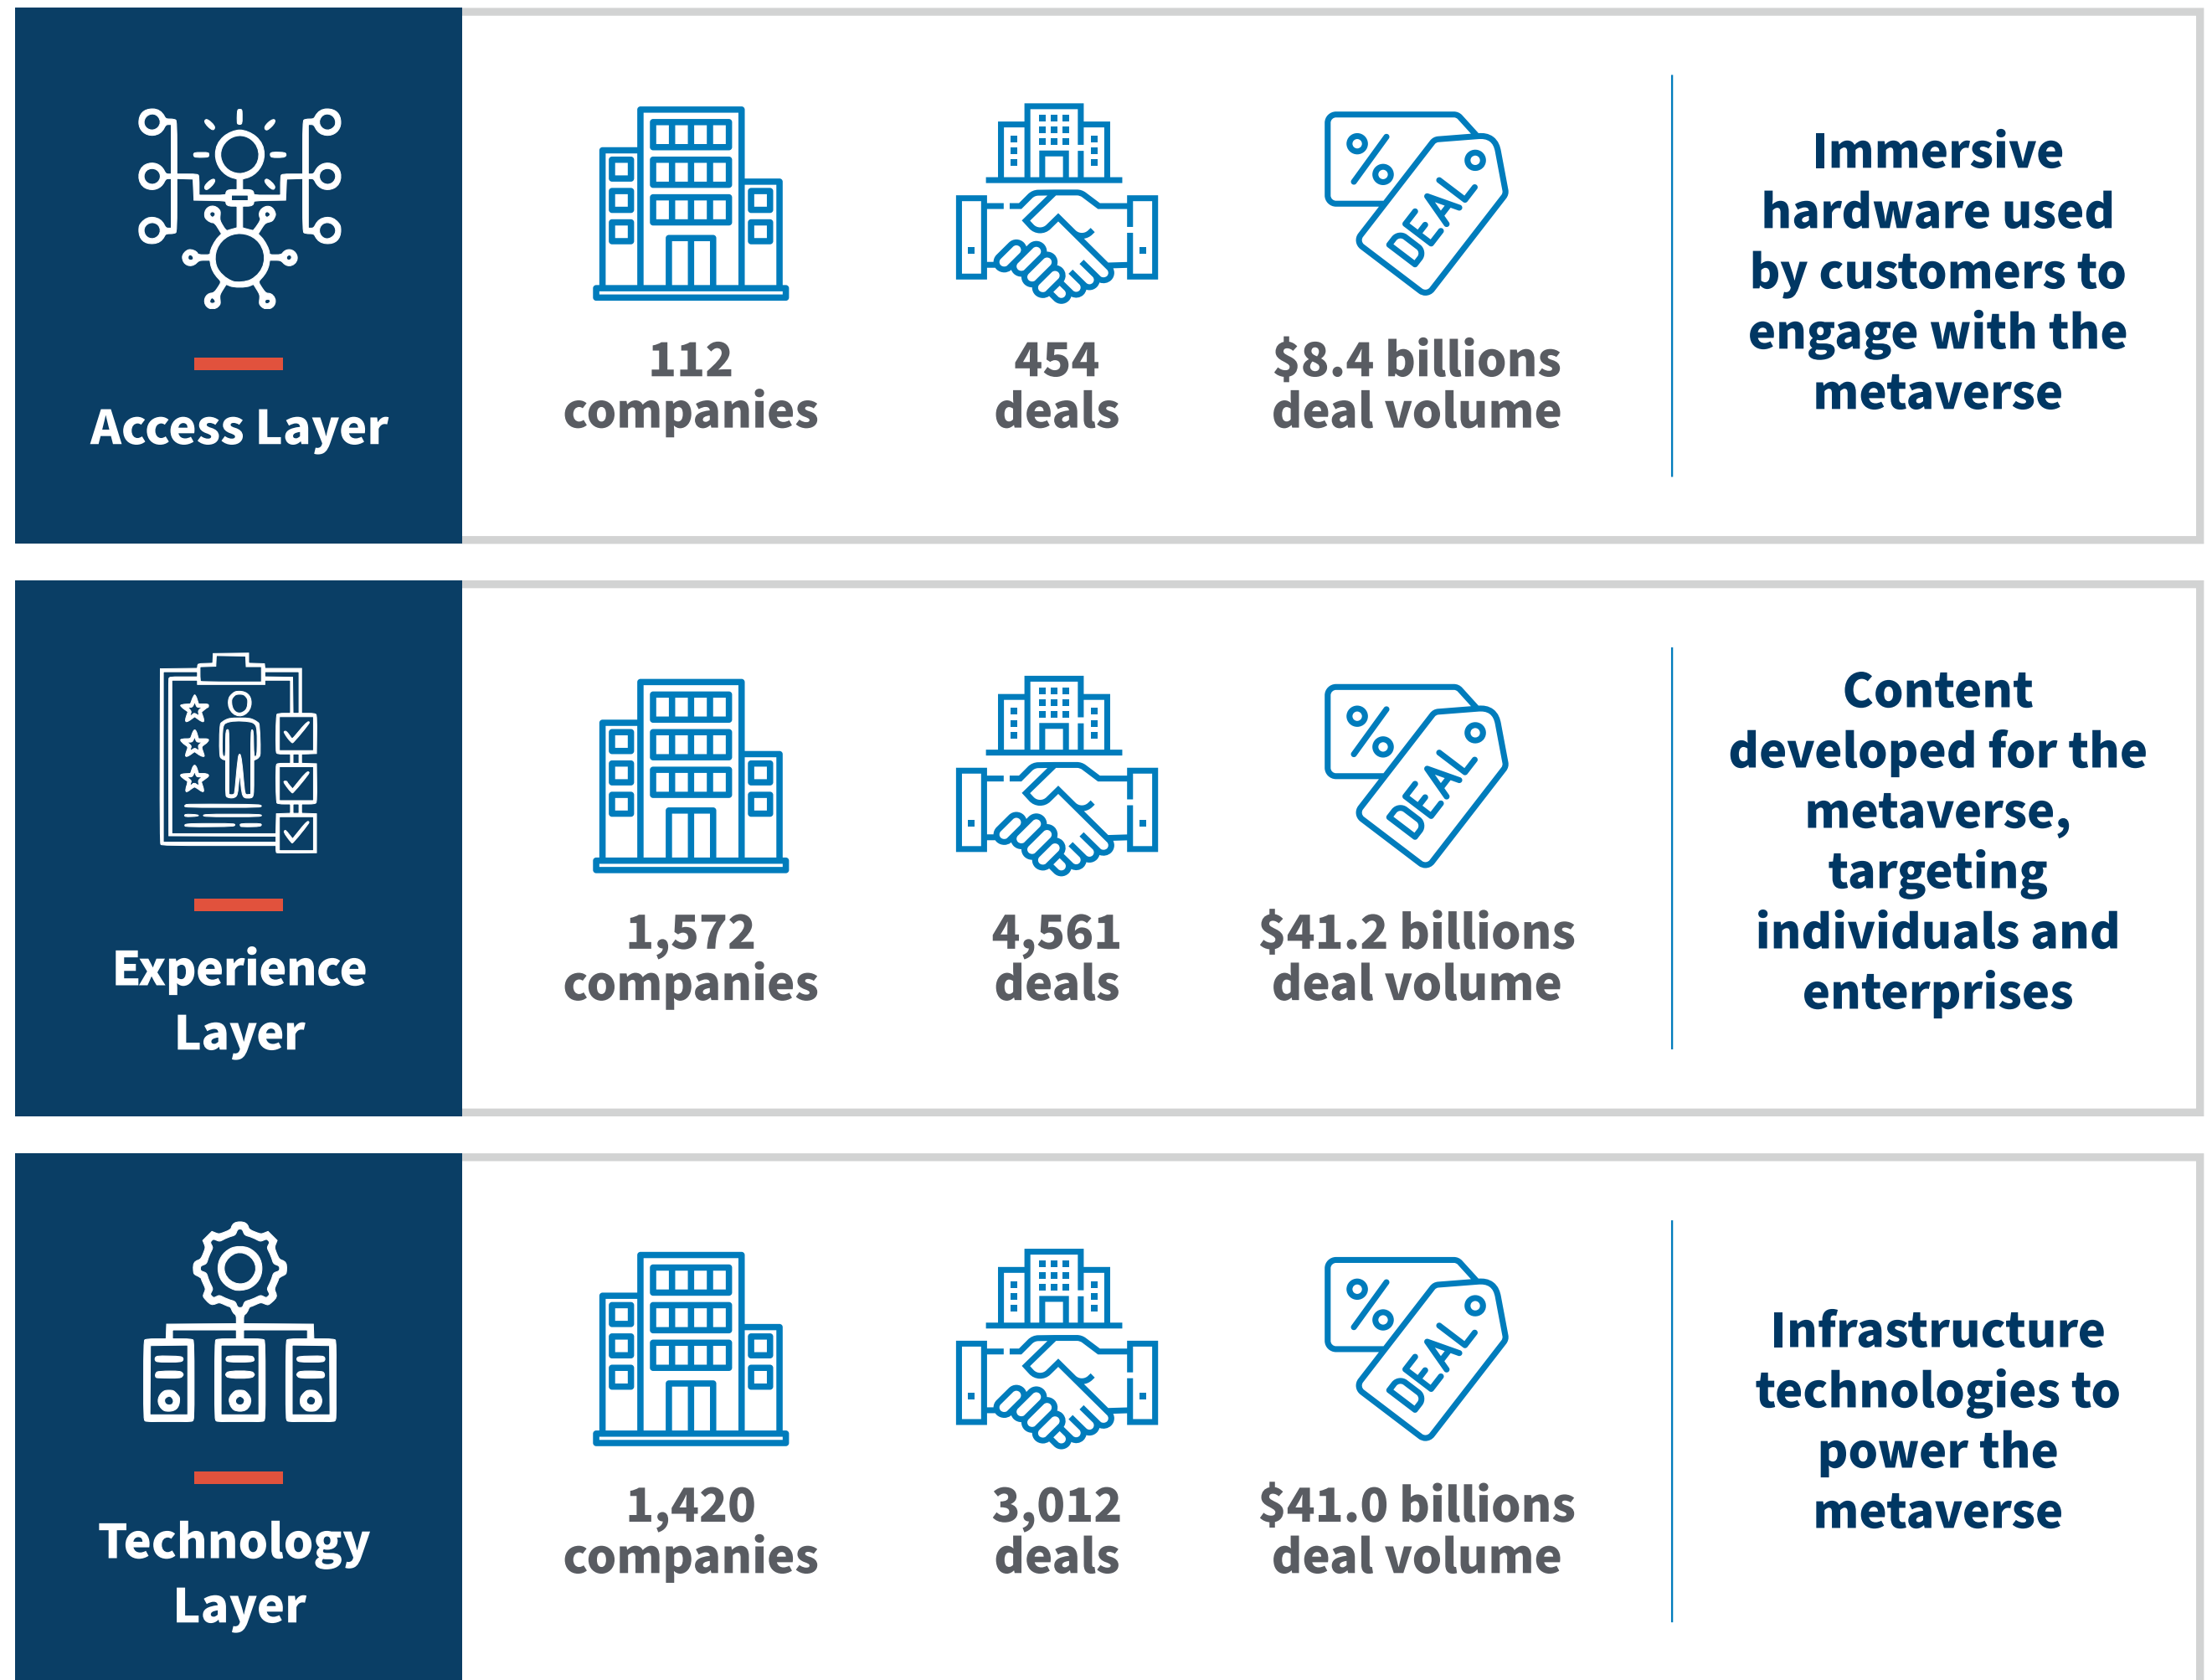 Access Layer
112
companies
454
deals
DEAL
$8.4 billions
deal volume
Immersive
hardware used
by customers to
engage with the
metaverse
Experience
Layer
1,572
companies
4,561
deals
DEAL
$41.2 billions
deal volume
Content
developed for the
metaverse,
targeting
individuals and
enterprises
Technology
Layer
1,420
companies
3,012
deals
DEAL
$41.0 billions
deal volume
Infrastructure
technologies to
power the
metaverse